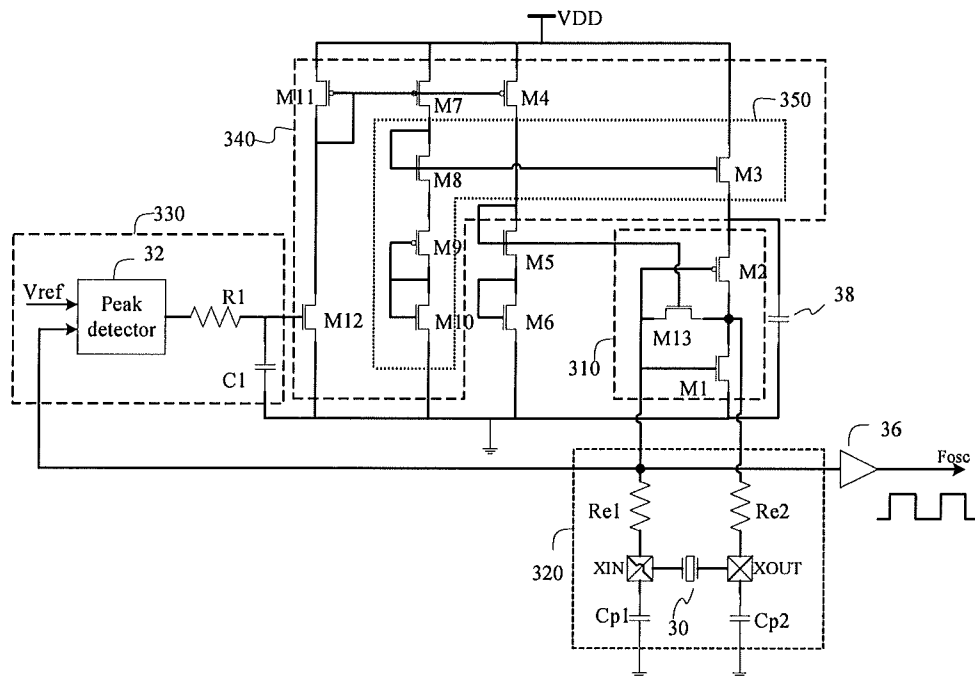 VDD
M11
M7
M4
350
340
M8
M3
330
32
M9
M5
M2
Vref
Peak
detector
R1
38
M12
M10
M6
M13
310
M1
C1
36
Fosc
Re1
Re2
320
XIN
XOUT
Cp1
30
Cp2